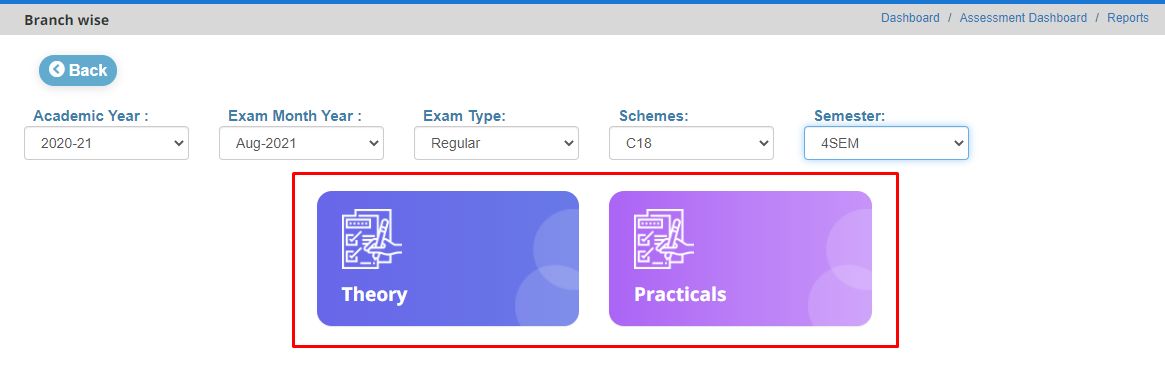 Branch wise
Dashboard / Assessment Dashboard / Reports
Back
Academic Year : Exam Month Year : Exam Type: Schemes: Semester:
2020-21 Aug-2021 Regular C18 4SEM
Theory Practicals